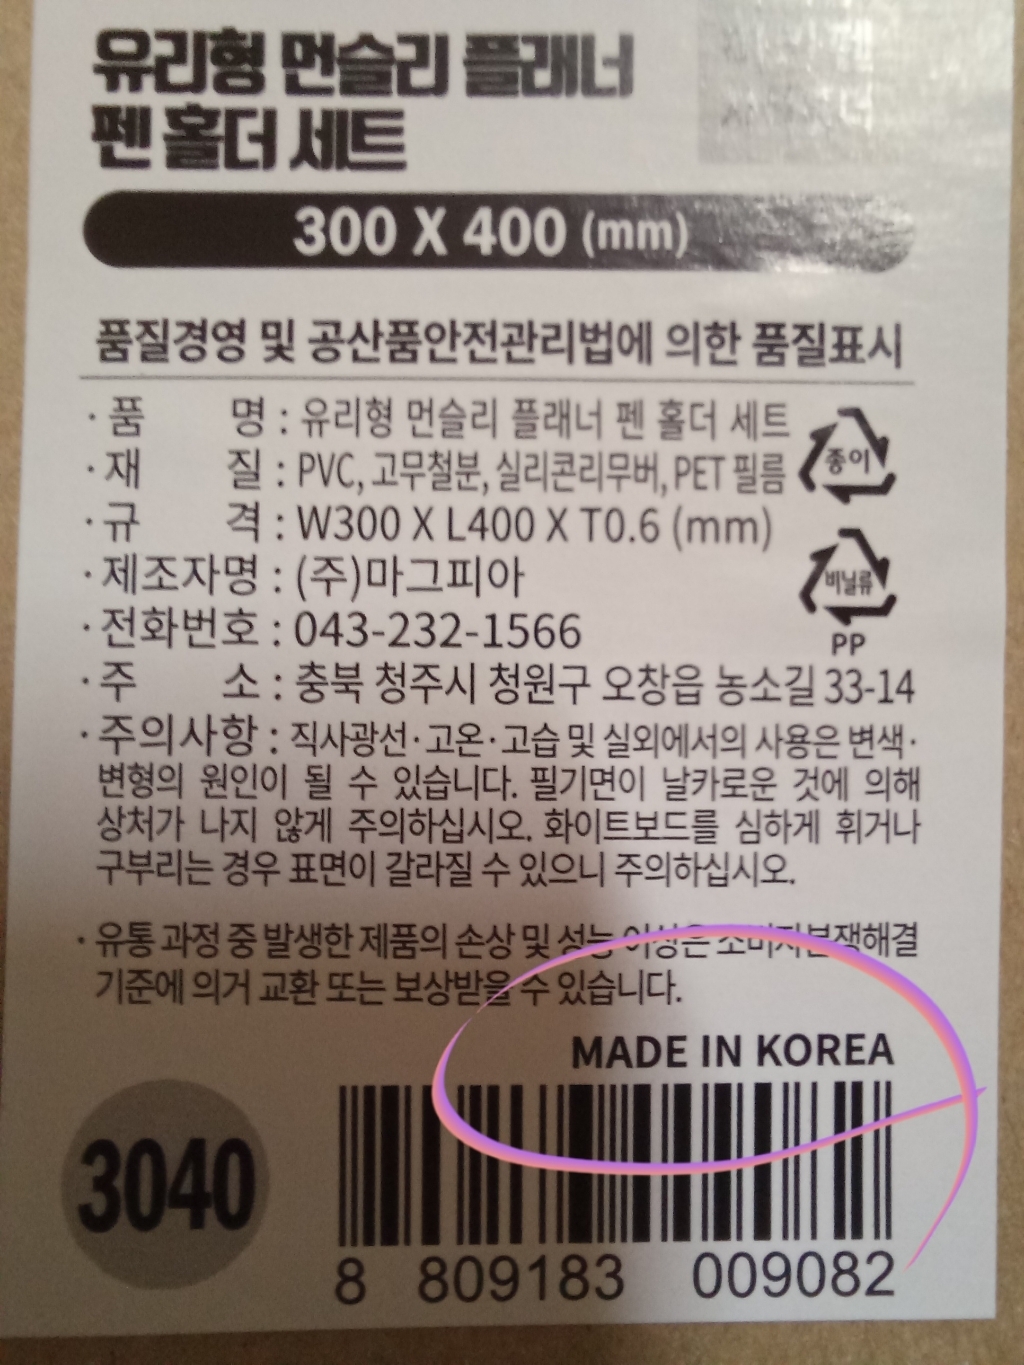 유리형 먼슬리 플래너
펜 홀더 세트
300 X 400 (mm)
품질경영 및 공산품안전관리법에 의한 품질표시
· 품 명 : 유리형 먼슬리 플래너 펜 홀더 세트
종이
· 재 질 : PVC, 고무철분, 실리콘리무버, PET 필름
· 규 격 : W300 X L400 X T0.6 (mm)
비닐류
PP
· 제조자명 : (주)마그피아
· 전화번호 : 043-232-1566
· 주 소 : 충북 청주시 청원구 오창읍 농소길 33-14
· 주의사항 : 직사광선·고온·고습 및 실외에서의 사용은 변색·
변형의 원인이 될 수 있습니다. 필기면이 날카로운 것에 의해
상처가 나지 않게 주의하십시오. 화이트보드를 심하게 휘거나
구부리는 경우 표면이 갈라질 수 있으니 주의하십시오.
· 유통 과정 중 발생한 제품의 손상 및 성능 이상은 소비자분쟁해결
기준에 의거 교환 또는 보상받을 수 있습니다.
MADE IN KOREA
3040
8 809183 009082